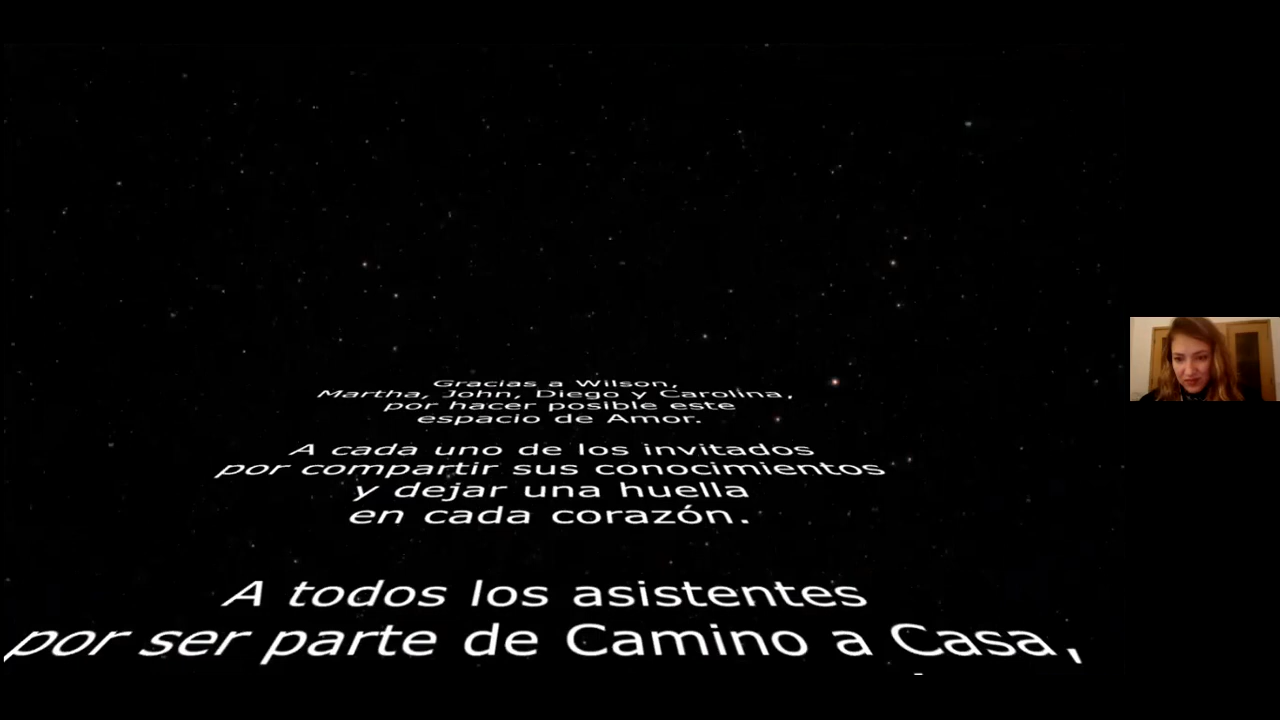 Gracias a Wilson,
Martha, John, Diego y Carolina,
por hacer posible este
espacio de Amor.
A cada uno de los invitados
por compartir sus conocimientos
y dejar una huella
en cada corazón.
A todos los asistentes
por ser parte de Camino a Casa,